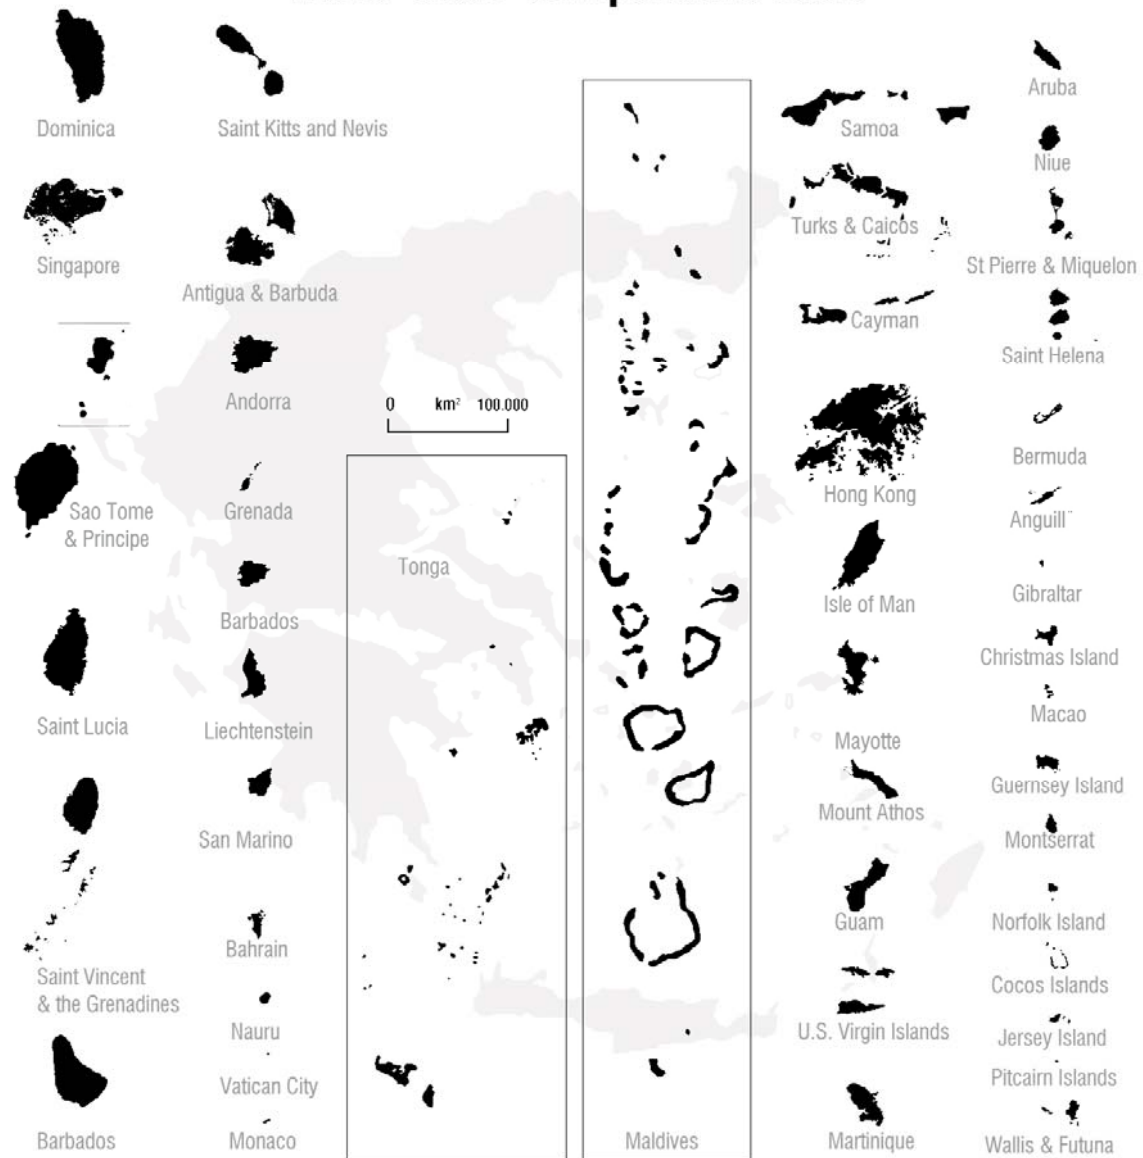 Dominica
Saint Kitts and Nevis
Singapore
Antigua & Barbuda
Andorra
Sao Tome
& Principe
Grenada
Barbados
Saint Lucia
Liechtenstein
San Marino
Saint Vincent
& the Grenadines
Bahrain
Nauru
Vatican City
Barbados
Monaco
0 km² 100.000
Tonga
Maldives
Samoa
Turks & Caicos
Cayman
Hong Kong
Isle of Man
Mayotte
Mount Athos
Guam
U.S. Virgin Islands
Martinique
Aruba
Niue
St Pierre & Miquelon
Saint Helena
Bermuda
Anguill
Gibraltar
Christmas Island
Macao
Guernsey Island
Montserrat
Norfolk Island
Cocos Islands
Jersey Island
Pitcairn Islands
Wallis & Futuna